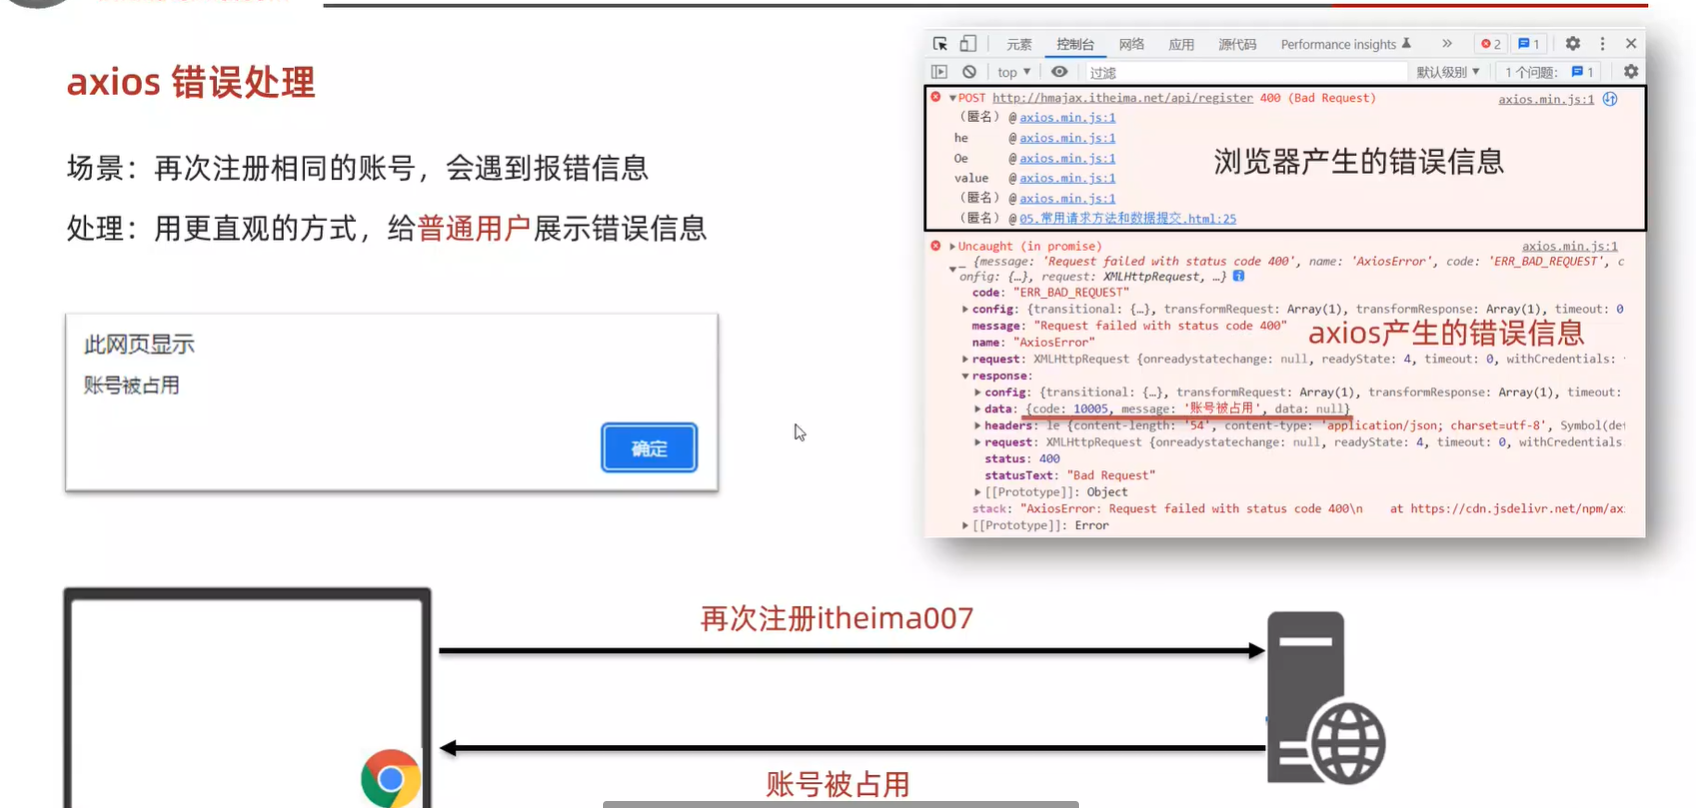 axios 错误处理
场景：再次注册相同的账号，会遇到报错信息
处理：用更直观的方式，给普通用户展示错误信息
此网页显示
账号被占用
确定
元素 控制台 网络 应用 源代码 Performance insights » 2 1
top ▼ 过滤 默认级别 ▼ 1 个问题: 1
▼POST http://hmajax.itheima.net/api/register 400 (Bad Request) axios.min.js:1
（匿名） @ axios.min.js:1
he @ axios.min.js:1
Oe @ axios.min.js:1
value @ axios.min.js:1
（匿名） @ axios.min.js:1
（匿名） @ 05.常用请求方法和数据提交.html:25
浏览器产生的错误信息
▶Uncaught (in promise) axios.min.js:1
▼_ {message: 'Request failed with status code 400', name: 'AxiosError', code: 'ERR_BAD_REQUEST', c
onfig: {…}, request: XMLHttpRequest, …}
code: "ERR_BAD_REQUEST"
▶config: {transitional: {…}, transformRequest: Array(1), transformResponse: Array(1), timeout: 0
message: "Request failed with status code 400"
name: "AxiosError"
axios产生的错误信息
▶request: XMLHttpRequest {onreadystatechange: null, readyState: 4, timeout: 0, withCredentials:
▼response:
▶config: {transitional: {…}, transformRequest: Array(1), transformResponse: Array(1), timeout:
▶data: {code: 10005, message: '账号被占用', data: null}
▶headers: le {content-length: '54', content-type: 'application/json; charset=utf-8', Symbol(de
▶request: XMLHttpRequest {onreadystatechange: null, readyState: 4, timeout: 0, withCredentials
status: 400
statusText: "Bad Request"
▶[[Prototype]]: Object
stack: "AxiosError: Request failed with status code 400\n at https://cdn.jsdelivr.net/npm/ax
▶[[Prototype]]: Error
再次注册itheima007
账号被占用